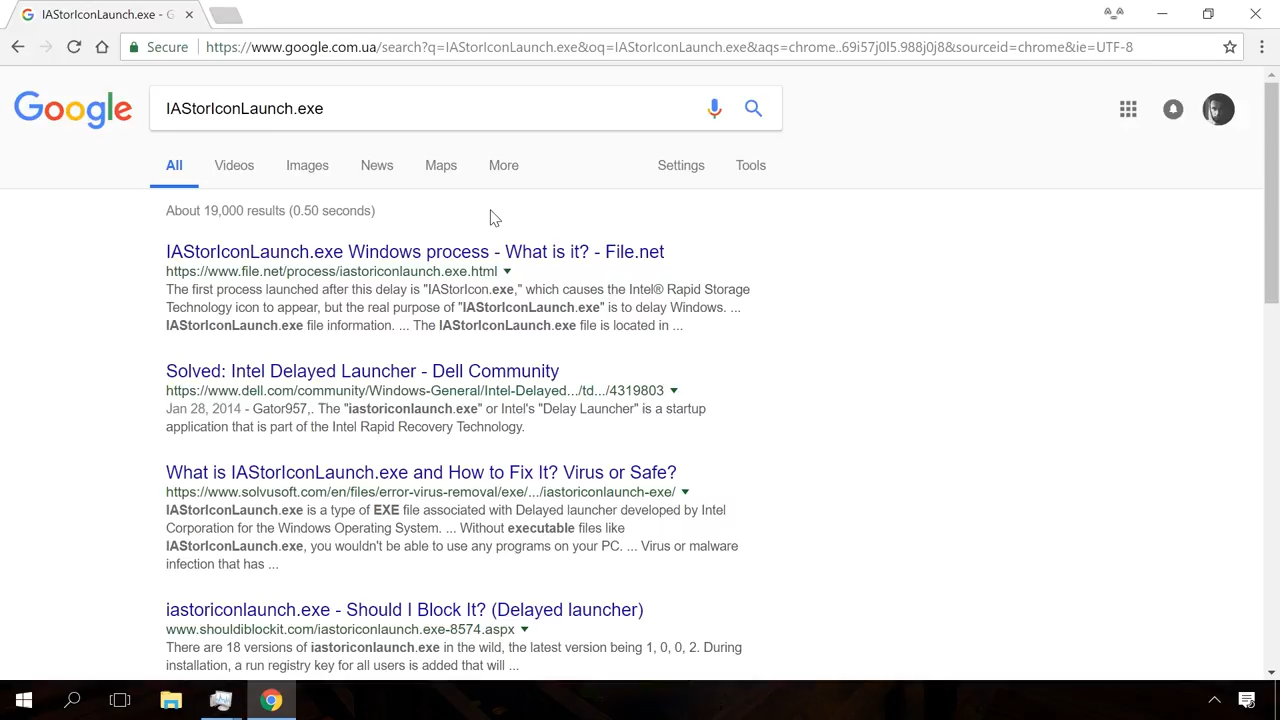 IAStorIconLaunch.exe - G
Secure https://www.google.com.ua/search?q=IAStorIconLaunch.exe&oq=IAStorIconLaunch.exe&aqs=chrome..69i57j0l5.988j0j8&sourceid=chrome&ie=UTF-8
Google
IAStorIconLaunch.exe
All Videos Images News Maps More Settings Tools
About 19,000 results (0.50 seconds)
IAStorIconLaunch.exe Windows process - What is it? - File.net
https://www.file.net/process/iastoriconlaunch.exe.html
The first process launched after this delay is "IAStorIcon.exe," which causes the Intel® Rapid Storage
Technology icon to appear, but the real purpose of "IAStorIconLaunch.exe" is to delay Windows. ...
IAStorIconLaunch.exe file information. ... The IAStorIconLaunch.exe file is located in ...
Solved: Intel Delayed Launcher - Dell Community
https://www.dell.com/community/Windows-General/Intel-Delayed.../td.../4319803
Jan 28, 2014 - Gator957,. The "iastoriconlaunch.exe" or Intel's "Delay Launcher" is a startup
application that is part of the Intel Rapid Recovery Technology.
What is IAStorIconLaunch.exe and How to Fix It? Virus or Safe?
https://www.solvusoft.com/en/files/error-virus-removal/exe/.../iastoriconlaunch-exe/
IAStorIconLaunch.exe is a type of EXE file associated with Delayed launcher developed by Intel
Corporation for the Windows Operating System. ... Without executable files like
IAStorIconLaunch.exe, you wouldn't be able to use any programs on your PC. ... Virus or malware
infection that has ...
iastoriconlaunch.exe - Should I Block It? (Delayed launcher)
www.shouldiblockit.com/iastoriconlaunch.exe-8574.aspx
There are 18 versions of iastoriconlaunch.exe in the wild, the latest version being 1, 0, 0, 2. During
installation, a run registry key for all users is added that will ...